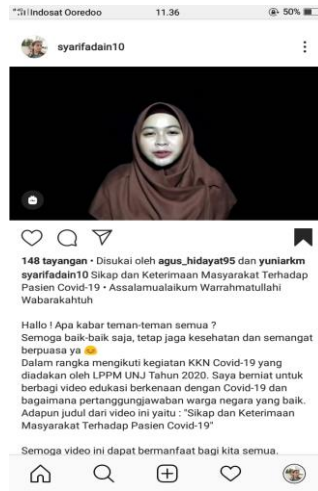 Indosat Ooredoo 11.36 50%
syarifadain10
148 tayangan • Disukai oleh agus_hidayat95 dan yuniarkm
syarifadain10 Sikap dan Keterimaan Masyarakat Terhadap
Pasien Covid-19 • Assalamualaikum Warrahmatullahi
Wabarakahtuh
Hallo ! Apa kabar teman-teman semua ?
Semoga baik-baik saja, tetap jaga kesehatan dan semangat
berpuasa ya 😊
Dalam rangka mengikuti kegiatan KKN Covid-19 yang
diadakan oleh LPPM UNJ Tahun 2020. Saya berniat untuk
berbagi video edukasi berkenaan dengan Covid-19 dan
bagaimana pertanggungjawaban warga negara yang baik.
Adapun judul dari video ini yaitu : "Sikap dan Keterimaan
Masyarakat Terhadap Pasien Covid-19"
Semoga video ini dapat bermanfaat bagi kita semua.